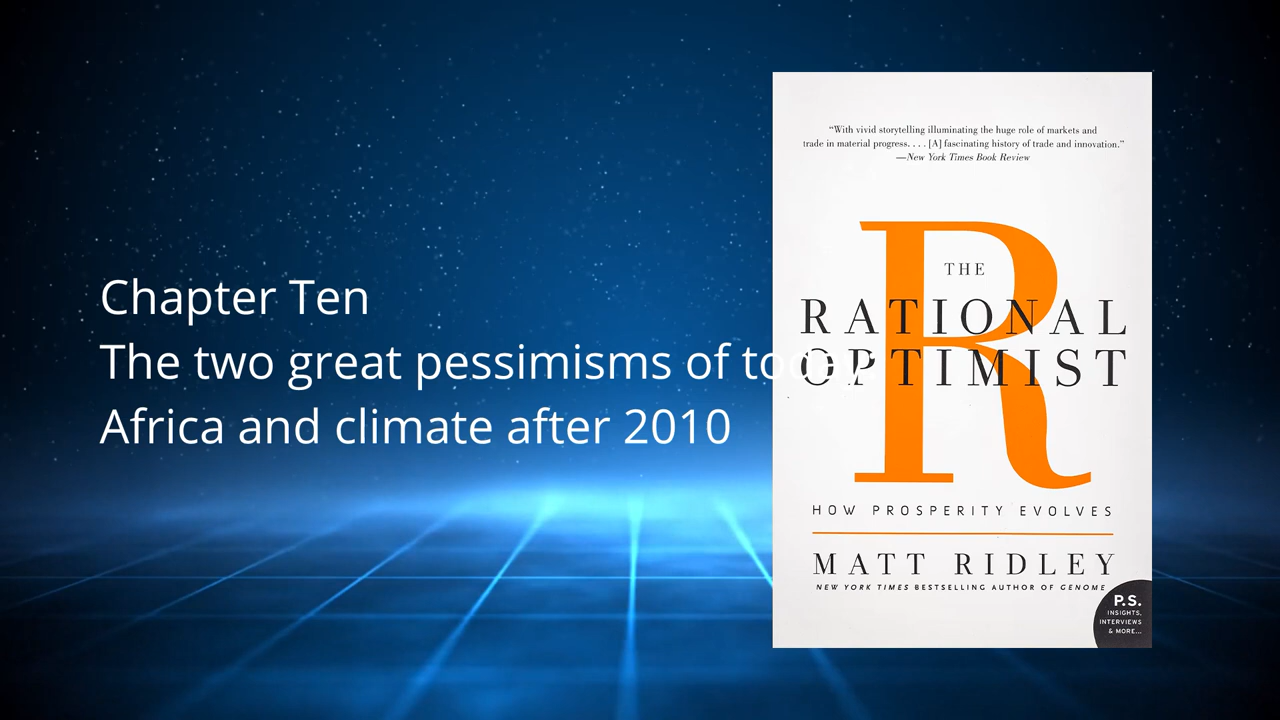 Chapter Ten
The two great pessimisms of today:
Africa and climate after 2010
“With vivid storytelling illuminating the huge role of markets and
trade in material progress. . . . [A] fascinating history of trade and innovation.”
—New York Times Book Review
R
THE
RATIONAL
OPTIMIST
HOW PROSPERITY EVOLVES
MATT RIDLEY
NEW YORK TIMES BESTSELLING AUTHOR OF GENOME
P.S.
INSIGHTS,
INTERVIEWS
& MORE...